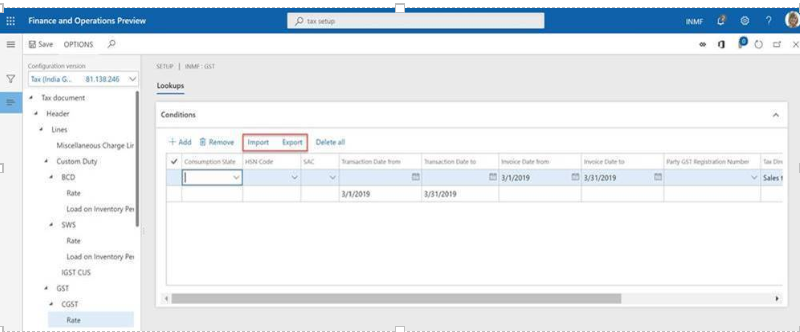 Finance and Operations Preview
tax setup
INMF
?
Save OPTIONS
Configuration version
Tax (India G... 81.138.246
Tax document
Header
Lines
Miscellaneous Charge Lir
Custom Duty
BCD
Rate
Load on Inventory Per
SWS
Rate
Load on Inventory Per
IGST CUS
GST
CGST
Rate
SETUP | INMF : GST
Lookups
Conditions
+ Add Remove Import Export Delete all
Consumption State HSN Code SAC Transaction Date from Transaction Date to Invoice Date from Invoice Date to Party GST Registration Number Tax Dire
3/1/2019 3/31/2019 Sales t
3/1/2019 3/31/2019